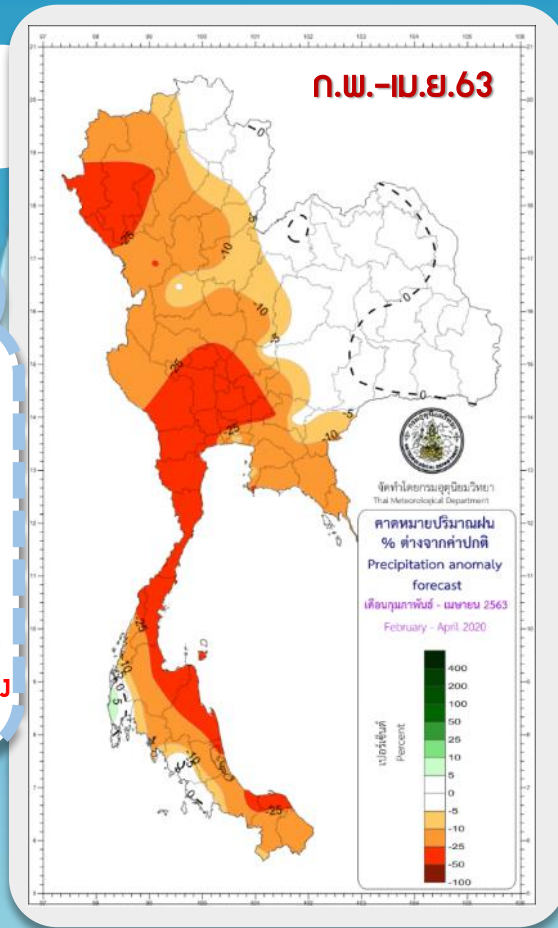 ก.พ.-เม.ย.63
จัดทำโดยกรมอุตุนิยมวิทยา
Thai Meteorological Department
คาดหมายปริมาณฝน
% ต่างจากค่าปกติ
Precipitation anomaly
forecast
เดือนกุมภาพันธ์ - เมษายน 2563
February - April 2020
เปอร์เซ็นต์
Percent
400
200
100
50
25
10
5
0
-5
-10
-25
-50
-100